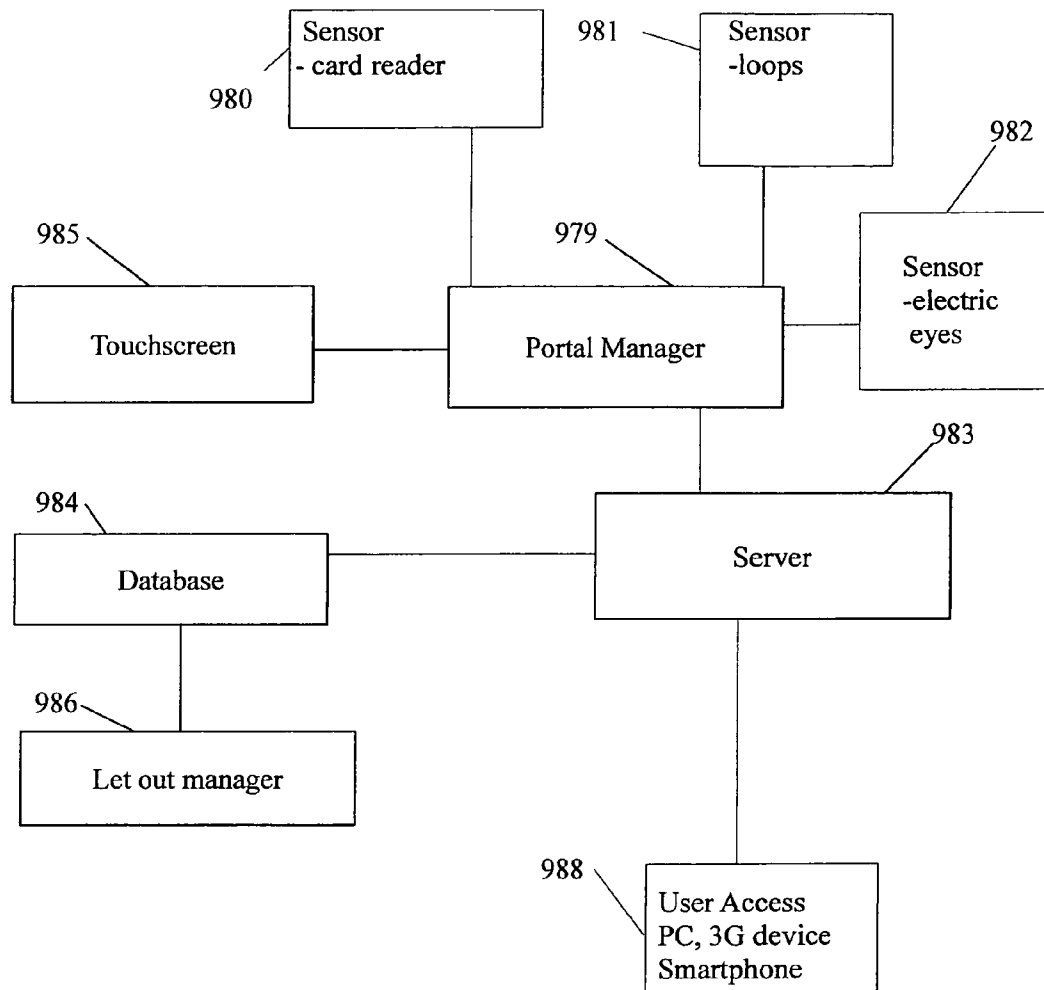 Sensor
- card reader
980
981
Sensor
-loops
982
985
979
Sensor
-electric
eyes
Touchscreen
Portal Manager
983
984
Server
Database
986
Let out manager
988
User Access
PC, 3G device
Smartphone